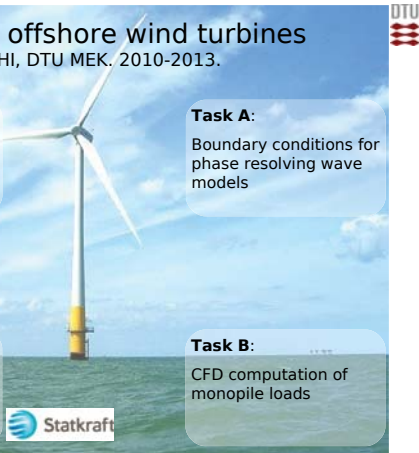 offshore wind turbines
HI, DTU MEK. 2010-2013.
DTU
Task A:
Boundary conditions for
phase resolving wave
models
Task B:
CFD computation of
monopile loads
Statkraft